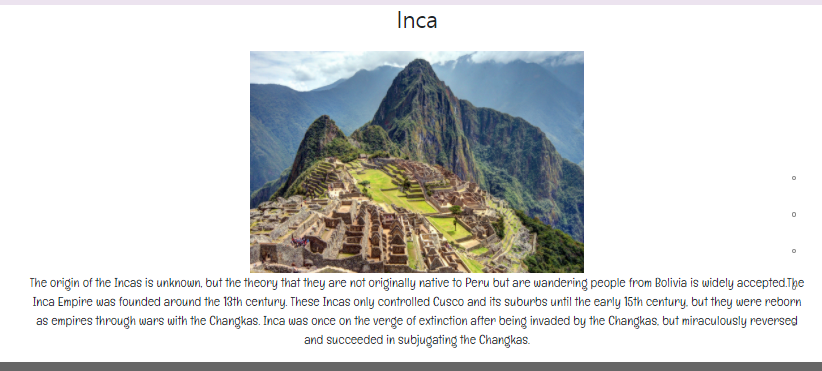 Inca
The origin of the Incas is unknown, but the theory that they are not originally native to Peru but are wandering people from Bolivia is widely accepted.The
Inca Empire was founded around the 13th century. These Incas only controlled Cusco and its suburbs until the early 15th century, but they were reborn
as empires through wars with the Changkas. Inca was once on the verge of extinction after being invaded by the Changkas, but miraculously reversed
and succeeded in subjugating the Changkas.